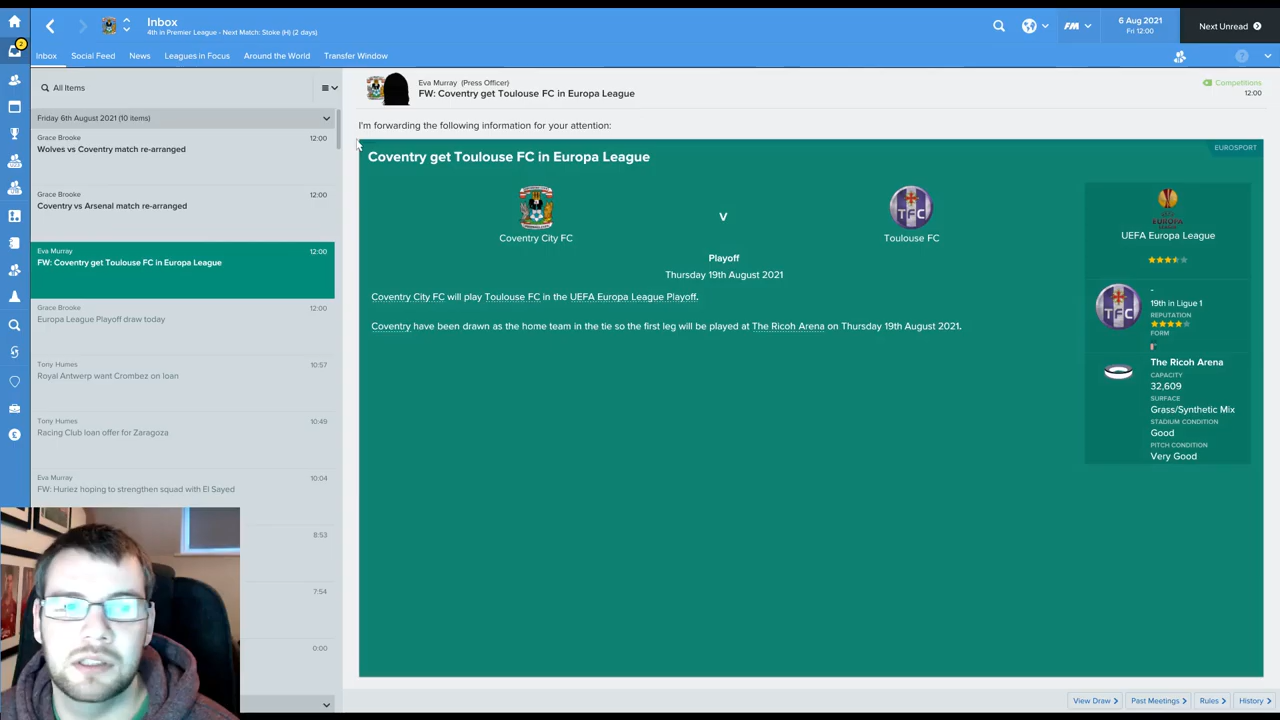 Inbox
4th in Premier League - Next Match: Stoke (H) (2 days)
FM
6 Aug 2021
Fri 12:00
Next Unread
2
Inbox
Social Feed
News
Leagues in Focus
Around the World
Transfer Window
All Items
Friday 6th August 2021 (10 items)
Grace Brooke 12:00
Wolves vs Coventry match re-arranged
Grace Brooke 12:00
Coventry vs Arsenal match re-arranged
Eva Murray 12:00
FW: Coventry get Toulouse FC in Europa League
Grace Brooke 12:00
Europa League Playoff draw today
Tony Humes 10:57
Royal Antwerp want Crombez on loan
Tony Humes 10:49
Racing Club loan offer for Zaragoza
Eva Murray 10:04
FW: Huriez hoping to strengthen squad with El Sayed
8:53
7:54
0:00
Eva Murray (Press Officer)
FW: Coventry get Toulouse FC in Europa League
Competitions
12:00
I'm forwarding the following information for your attention:
Coventry get Toulouse FC in Europa League
EUROSPORT
Coventry City FC
V
TFC
Toulouse FC
Playoff
Thursday 19th August 2021
Coventry City FC will play Toulouse FC in the UEFA Europa League Playoff.
Coventry have been drawn as the home team in the tie so the first leg will be played at The Ricoh Arena on Thursday 19th August 2021.
UEFA Europa League
TFC
-
19th in Ligue 1
REPUTATION
FORM
The Ricoh Arena
CAPACITY
32,609
SURFACE
Grass/Synthetic Mix
STADIUM CONDITION
Good
PITCH CONDITION
Very Good
View Draw
Past Meetings
Rules
History